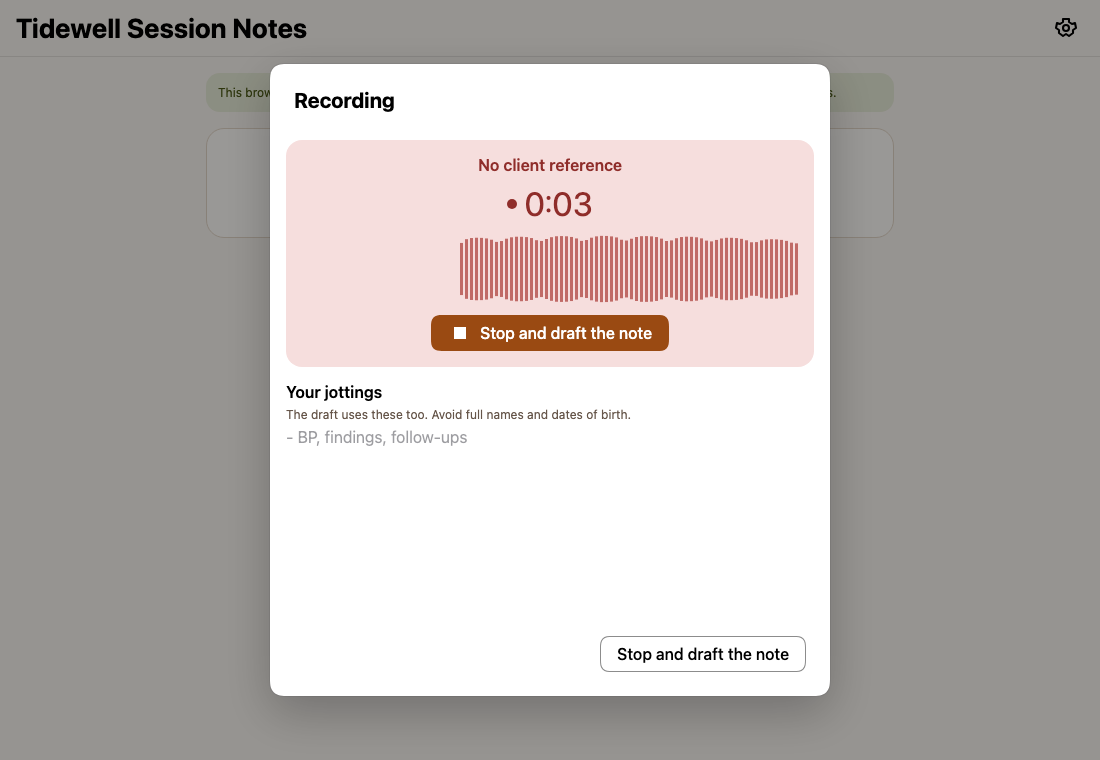 Tidewell Session Notes
This
Recording
No client reference
0:03
Stop and draft the note
Your jottings
The draft uses these too. Avoid full names and dates of birth.
- BP, findings, follow-ups
Stop and draft the note